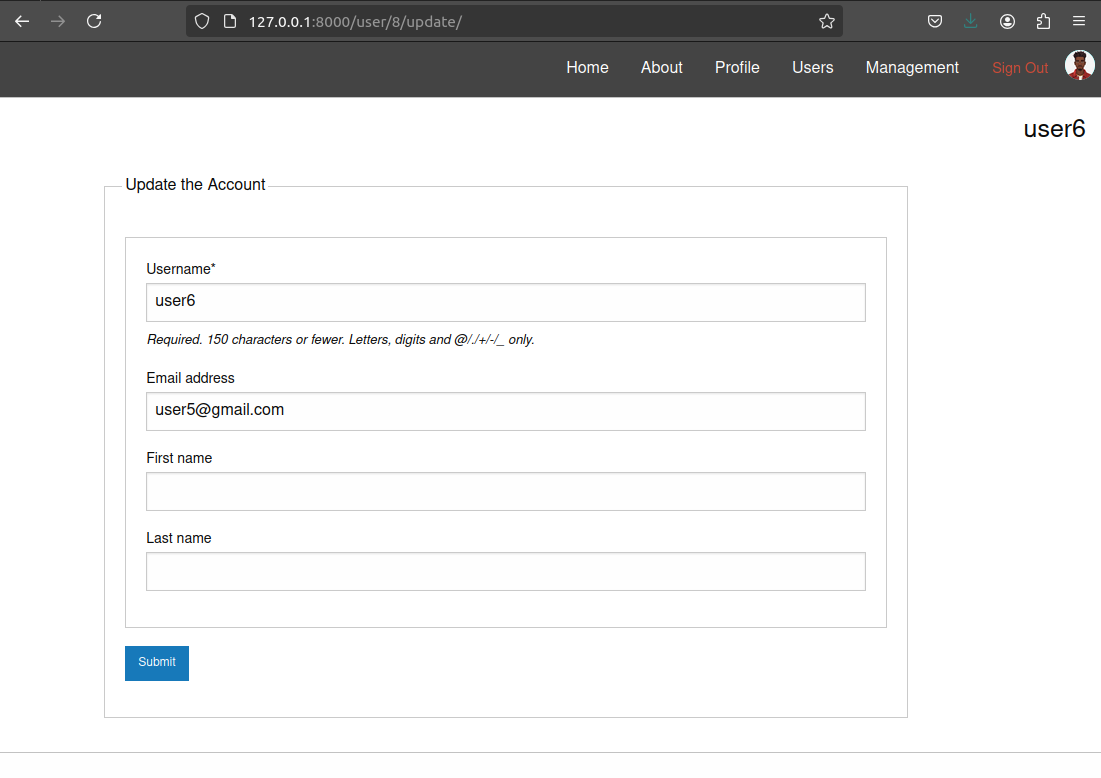 127.0.0.1:8000/user/8/update/
Home About Profile Users Management Sign Out
user6
Update the Account
Username*
user6
Required. 150 characters or fewer. Letters, digits and @/./+/-/_ only.
Email address
user5@gmail.com
First name
Last name
Submit